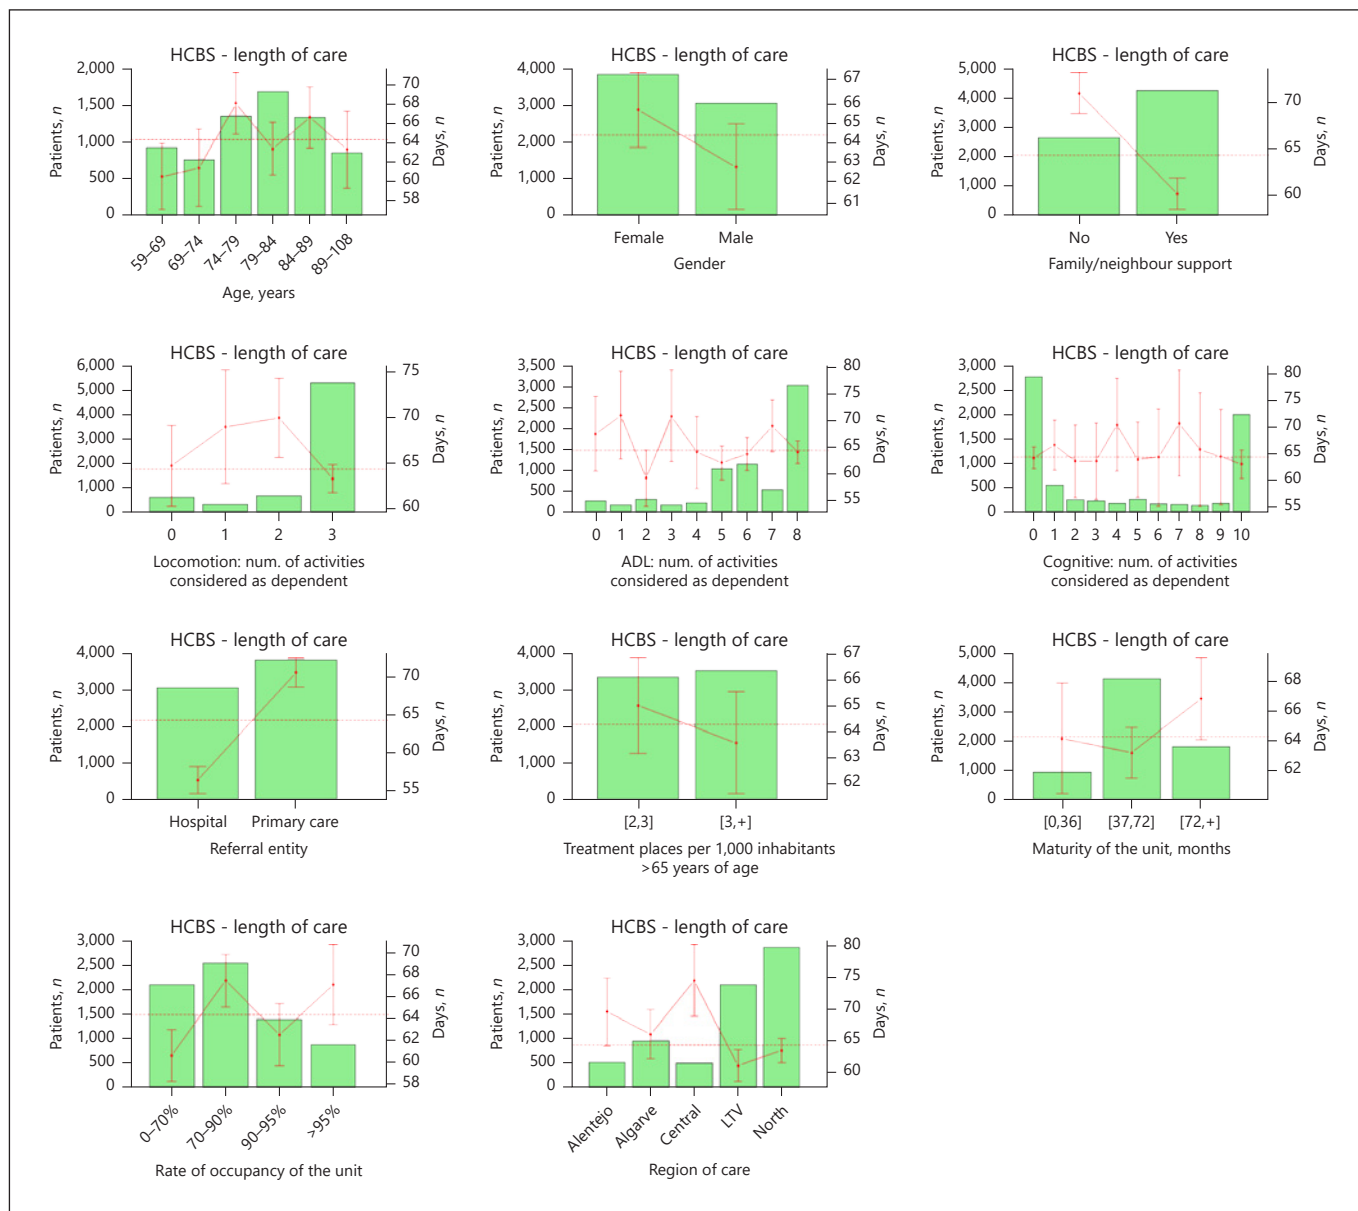 HCBS - length of care
Patients, n
2,000
1,500
1,000
500
0
70
68
66
64
62
60
58
Days, n
59–69
69–74
74–79
79–84
84–89
89–108
Age, years
HCBS - length of care
Patients, n
4,000
3,000
2,000
1,000
0
67
66
65
64
63
62
61
Days, n
Female Male
Gender
HCBS - length of care
Patients, n
5,000
4,000
3,000
2,000
1,000
0
70
65
60
Days, n
No Yes
Family/neighbour support
HCBS - length of care
Patients, n
6,000
5,000
4,000
3,000
2,000
1,000
0
75
70
65
60
Days, n
0 1 2 3
Locomotion: num. of activities
considered as dependent
HCBS - length of care
Patients, n
3,500
3,000
2,500
2,000
1,500
1,000
500
0
80
75
70
65
60
55
Days, n
0 1 2 3 4 5 6 7 8
ADL: num. of activities
considered as dependent
HCBS - length of care
Patients, n
3,000
2,500
2,000
1,500
1,000
500
0
80
75
70
65
60
55
Days, n
0 1 2 3 4 5 6 7 8 9 10
Cognitive: num. of activities
considered as dependent
HCBS - length of care
Patients, n
4,000
3,000
2,000
1,000
0
70
65
60
55
Days, n
Hospital Primary care
Referral entity
HCBS - length of care
Patients, n
4,000
3,000
2,000
1,000
0
67
66
65
64
63
62
Days, n
[2,3] [3,+]
Treatment places per 1,000 inhabitants
>65 years of age
HCBS - length of care
Patients, n
5,000
4,000
3,000
2,000
1,000
0
68
66
64
62
Days, n
[0,36] [37,72] [72,+]
Maturity of the unit, months
HCBS - length of care
Patients, n
3,000
2,500
2,000
1,500
1,000
500
0
70
68
66
64
62
60
58
Days, n
0–70%
70–90%
90–95%
>95%
Rate of occupancy of the unit
HCBS - length of care
Patients, n
3,000
2,500
2,000
1,500
1,000
500
0
80
75
70
65
60
Days, n
Alentejo
Algarve
Central
LTV
North
Region of care